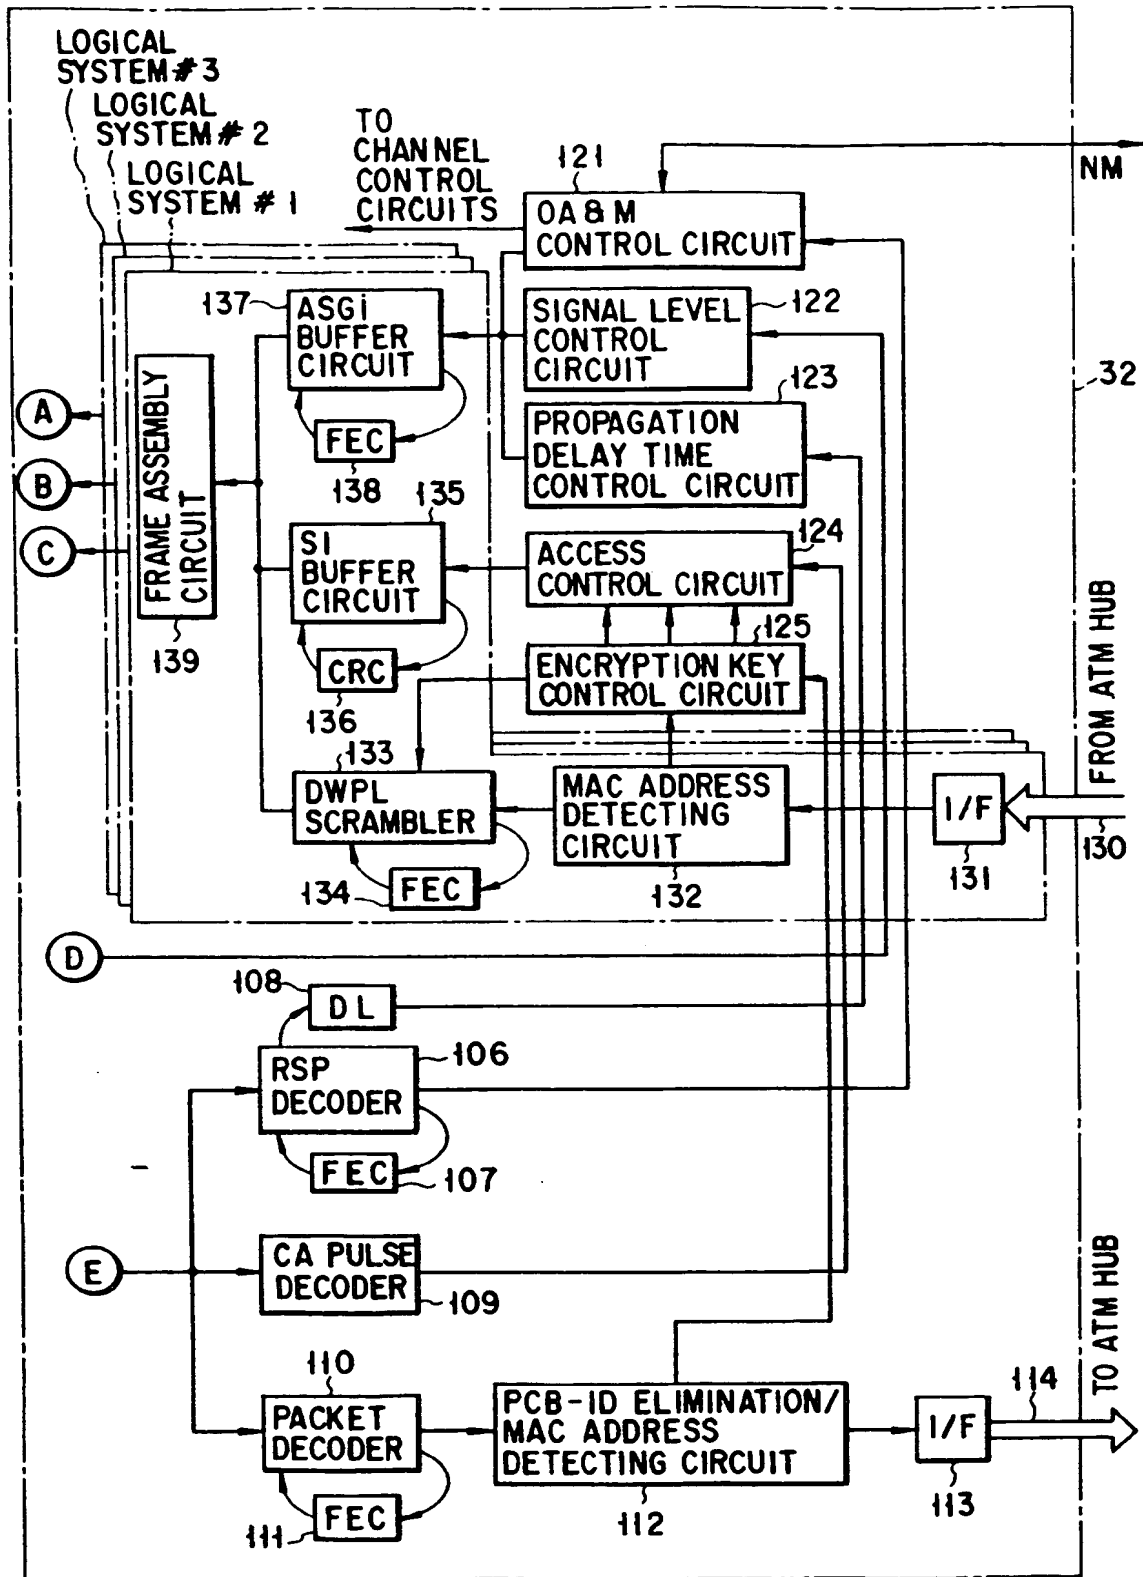 LOGICAL
SYSTEM #3
LOGICAL
SYSTEM # 2
LOGICAL
SYSTEM # 1
TO
CHANNEL
CONTROL
CIRCUITS
121
OA & M
CONTROL CIRCUIT
NM
137
ASGi
BUFFER
CIRCUIT
SIGNAL LEVEL
CONTROL
CIRCUIT
122
32
FEC
138
PROPAGATION
DELAY TIME
CONTROL CIRCUIT
123
A
B
C
FRAME ASSEMBLY
CIRCUIT
139
135
SI
BUFFER
CIRCUIT
CRC
136
124
ACCESS
CONTROL CIRCUIT
125
ENCRYPTION KEY
CONTROL CIRCUIT
FROM ATM HUB
133
DWPL
SCRAMBLER
134
FEC
MAC ADDRESS
DETECTING
CIRCUIT
132
I/F
131
130
D
108
DL
106
RSP
DECODER
FEC
107
E
CA PULSE
DECODER
109
TO ATM HUB
110
PACKET
DECODER
111
FEC
PCB-ID ELIMINATION/
MAC ADDRESS
DETECTING CIRCUIT
112
I/F
113
114